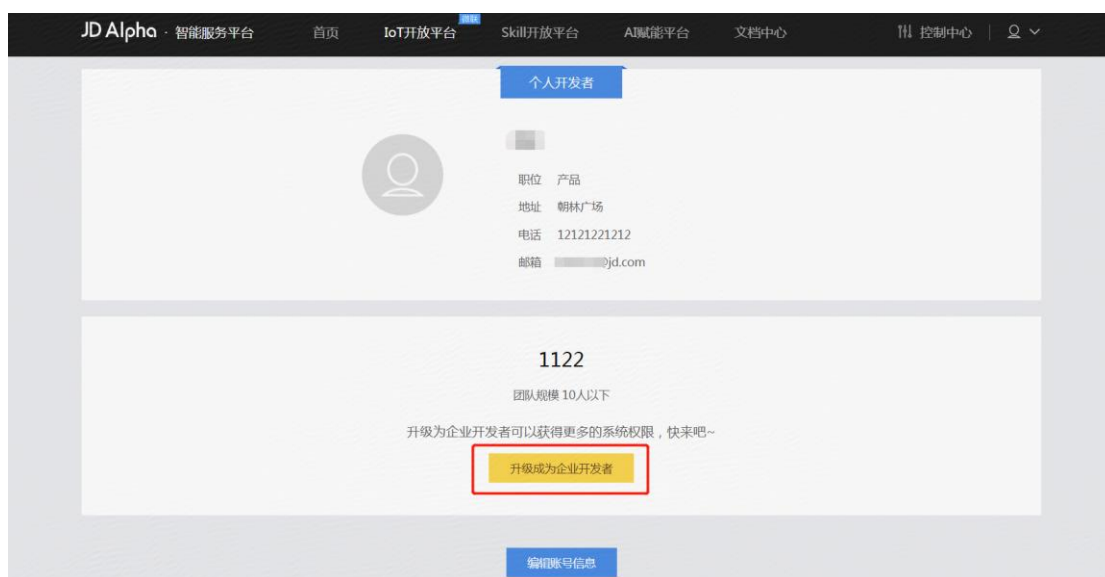 JD Alpha · 智能服务平台 首页 IoT开放平台 微联 Skill开放平台 AI赋能平台 文档中心 控制中心
个人开发者
职位 产品
地址 朝林广场
电话 12121221212
邮箱 @jd.com
1122
团队规模 10人以下
升级为企业开发者可以获得更多的系统权限，快来吧~
升级成为企业开发者
编辑账号信息